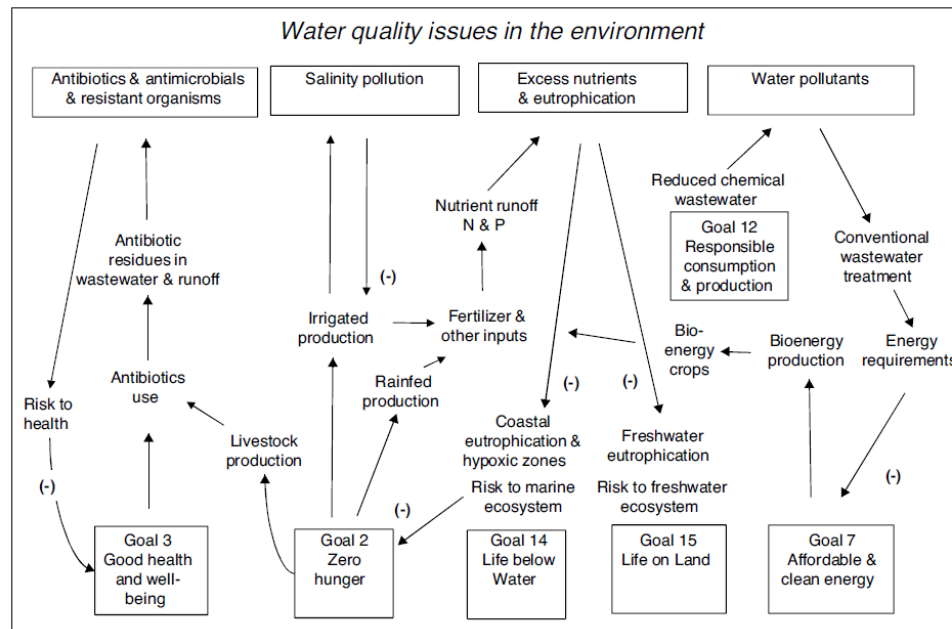 Water quality issues in the environment
Antibiotics & antimicrobials
& resistant organisms
Salinity pollution
Excess nutrients
& eutrophication
Water pollutants
Reduced chemical
wastewater
Nutrient runoff
N & P
Goal 12
Responsible
consumption
& production
Antibiotic
residues in
wastewater & runoff
Conventional
wastewater
treatment
(-)
Irrigated
production
Fertilizer &
other inputs
Bio-
energy
crops
Bioenergy
production
Energy
requirements
Antibiotics
use
Rainfed
production
(-)
(-)
(-)
Risk to
health
Livestock
production
Coastal
eutrophication &
hypoxic zones
Freshwater
eutrophication
(-)
Risk to marine
ecosystem
Risk to freshwater
ecosystem
(-)
Goal 3
Good health
and well-
being
Goal 2
Zero
hunger
Goal 14
Life below
Water
Goal 15
Life on Land
Goal 7
Affordable &
clean energy